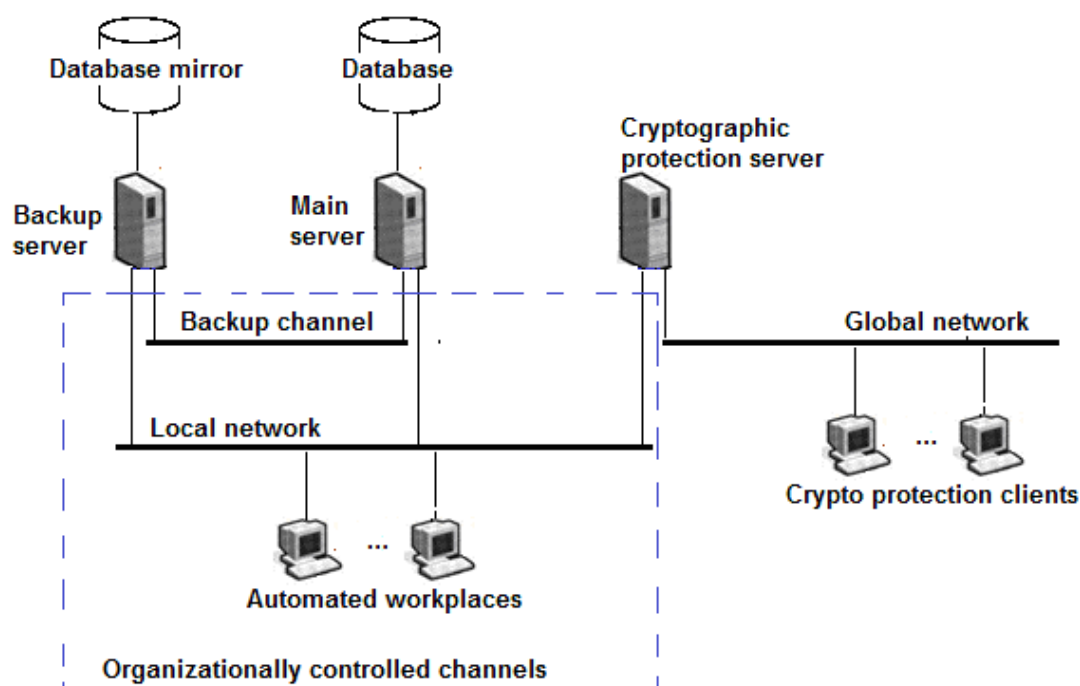 Database mirror
Database
Cryptographic
protection server
Backup
server
Main
server
Backup channel
Global network
Local network
...
Crypto protection clients
...
Automated workplaces
Organizationally controlled channels